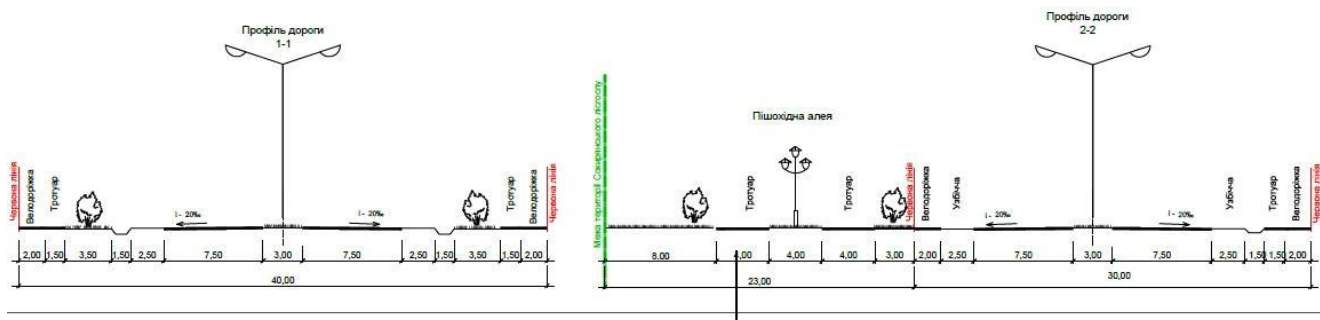 Профіль дороги
1-1
Червона лінія
Велодоріжка
Тротуар
Тротуар
Велодоріжка
Червона лінія
i - 20‰
i - 20‰
2,00 1,50 3,50 1,50 2,50 7,50 3,00 7,50 2,50 1,50 3,50 1,50 2,00
40,00
Межа території Сокирянського лісгоспу
Пішохідна алея
Тротуар
Тротуар
Червона лінія
8,00 4,00 4,00 4,00 3,00
23,00
Профіль дороги
2-2
Велодоріжка
Узбіччя
Узбіччя
Тротуар
Велодоріжка
Червона лінія
i - 20‰
i - 20‰
2,00 2,50 7,50 3,00 7,50 2,50 1,50 1,50 2,00
30,00